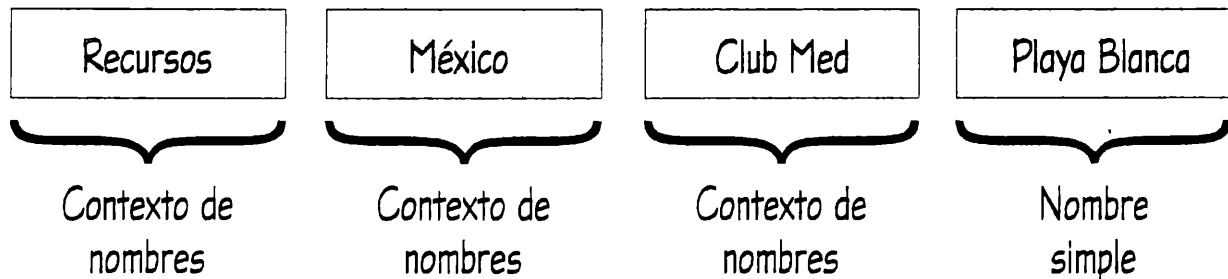 Recursos México Club Med Playa Blanca
Contexto de Contexto de Contexto de Nombre
nombres nombres nombres simple